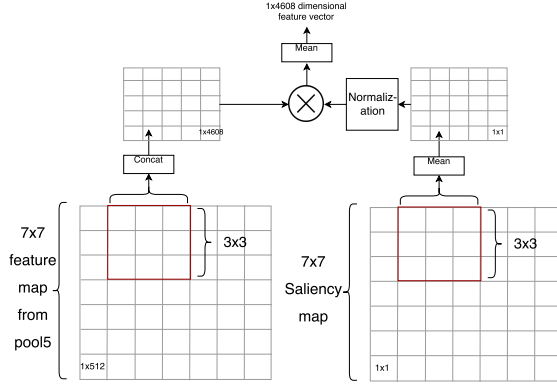 1x4608 dimensional
feature vector
Mean
Normaliz-
ation
1x4608
1x1
Concat
Mean
7x7
feature
map
from
pool5
3x3
1x512
7x7
Saliency
map
3x3
1x1